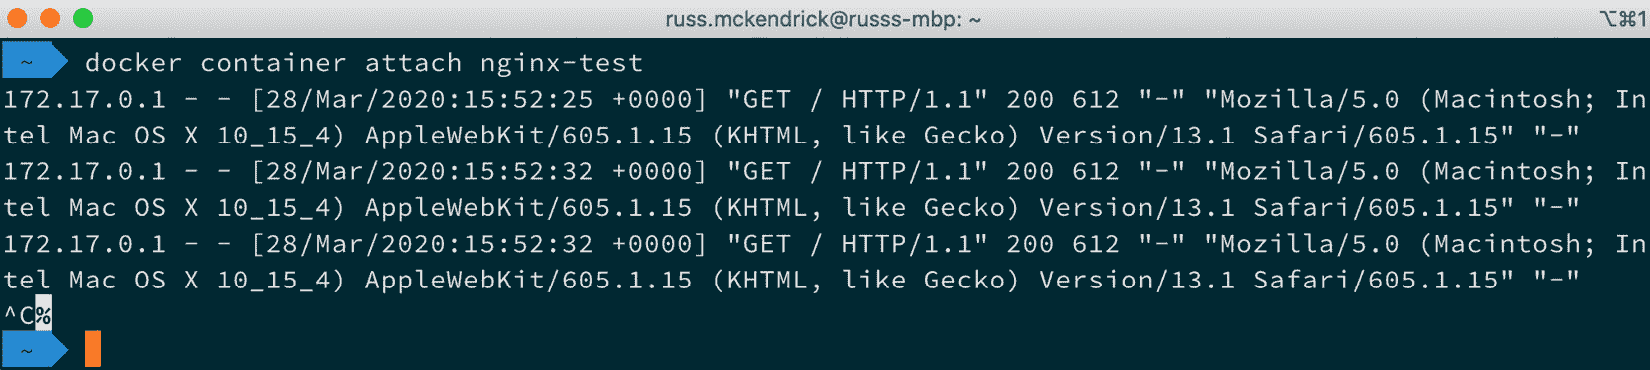 russ.mckendrick@russs-mbp: ~
⌥⌘1
~ docker container attach nginx-test
172.17.0.1 - - [28/Mar/2020:15:52:25 +0000] "GET / HTTP/1.1" 200 612 "-" "Mozilla/5.0 (Macintosh; In
tel Mac OS X 10_15_4) AppleWebKit/605.1.15 (KHTML, like Gecko) Version/13.1 Safari/605.1.15" "-"
172.17.0.1 - - [28/Mar/2020:15:52:32 +0000] "GET / HTTP/1.1" 200 612 "-" "Mozilla/5.0 (Macintosh; In
tel Mac OS X 10_15_4) AppleWebKit/605.1.15 (KHTML, like Gecko) Version/13.1 Safari/605.1.15" "-"
172.17.0.1 - - [28/Mar/2020:15:52:32 +0000] "GET / HTTP/1.1" 200 612 "-" "Mozilla/5.0 (Macintosh; In
tel Mac OS X 10_15_4) AppleWebKit/605.1.15 (KHTML, like Gecko) Version/13.1 Safari/605.1.15" "-"
^C%
~